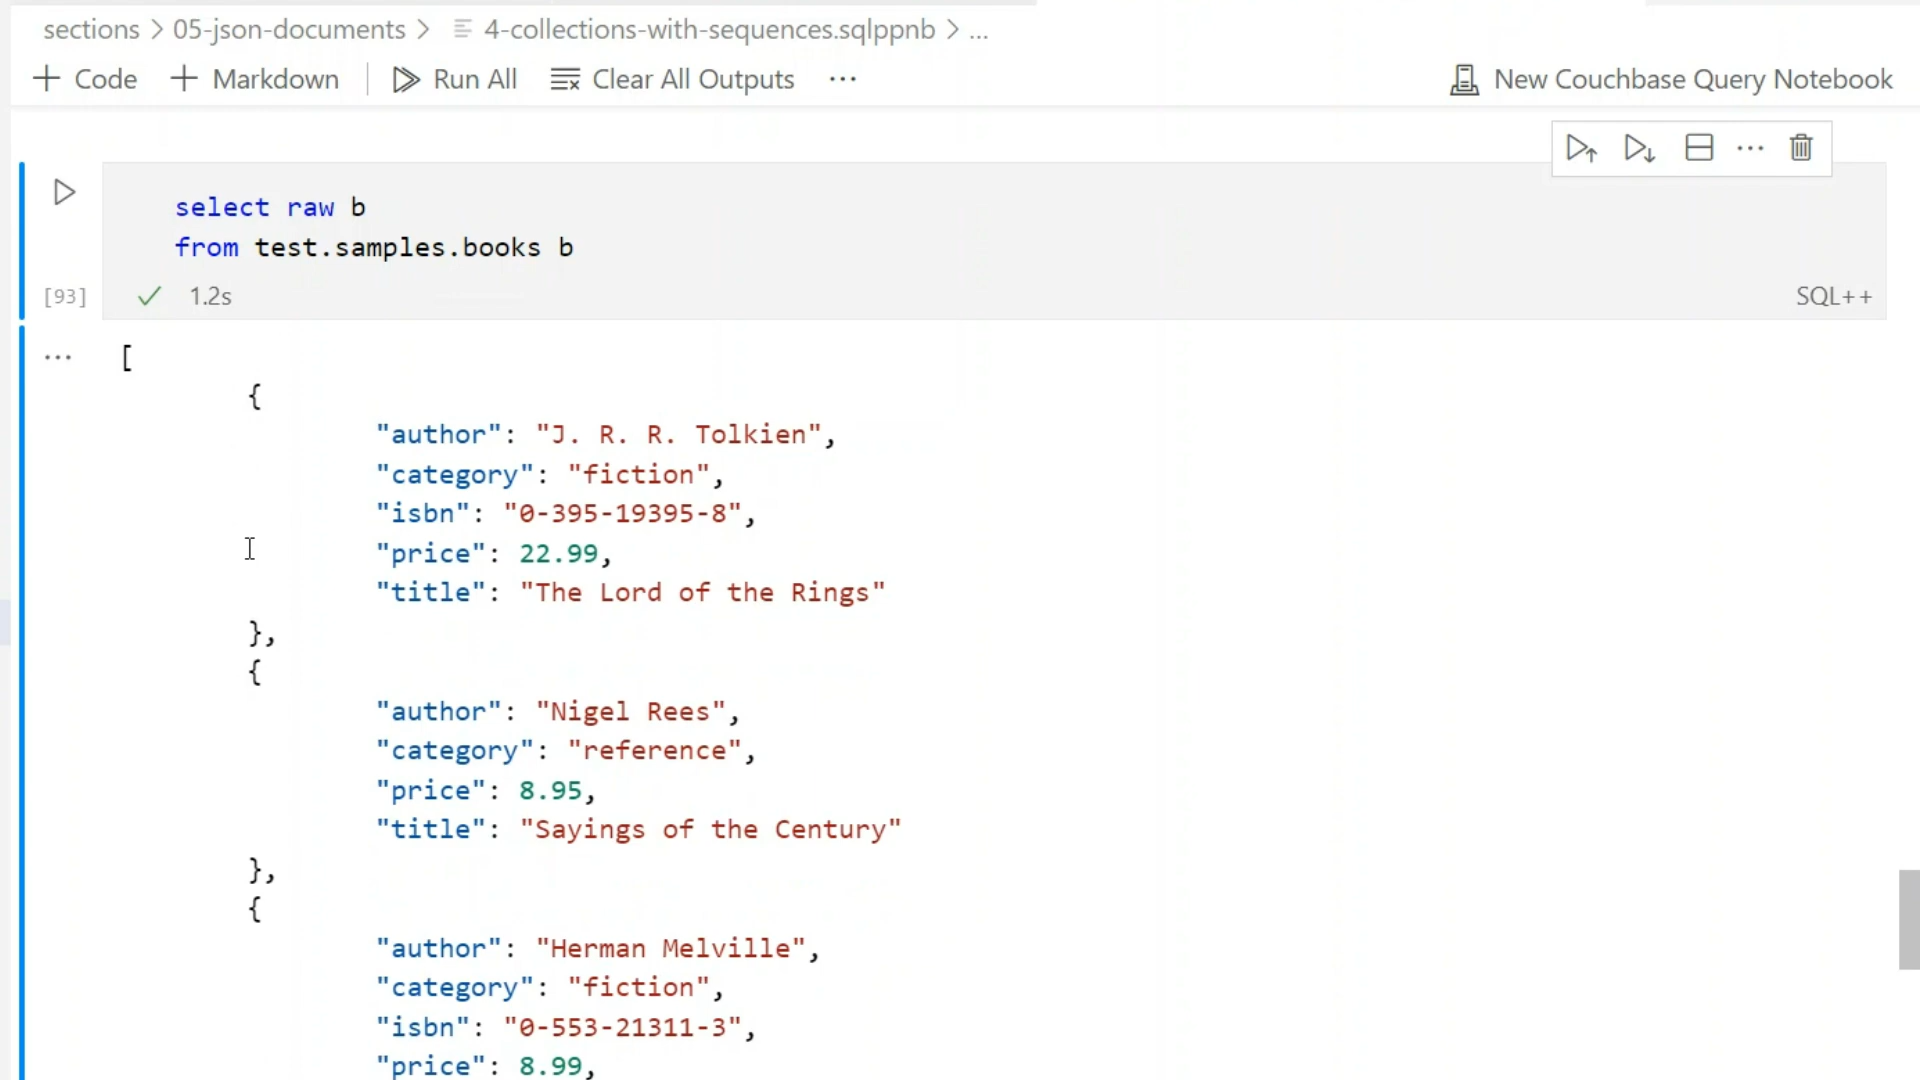 sections > 05-json-documents > 4-collections-with-sequences.sqlppnb > ...
+ Code + Markdown Run All Clear All Outputs ... New Couchbase Query Notebook
select raw b
from test.samples.books b
[93] 1.2s SQL++
... [
{
"author": "J. R. R. Tolkien",
"category": "fiction",
"isbn": "0-395-19395-8",
"price": 22.99,
"title": "The Lord of the Rings"
},
{
"author": "Nigel Rees",
"category": "reference",
"price": 8.95,
"title": "Sayings of the Century"
},
{
"author": "Herman Melville",
"category": "fiction",
"isbn": "0-553-21311-3",
"price": 8.99,